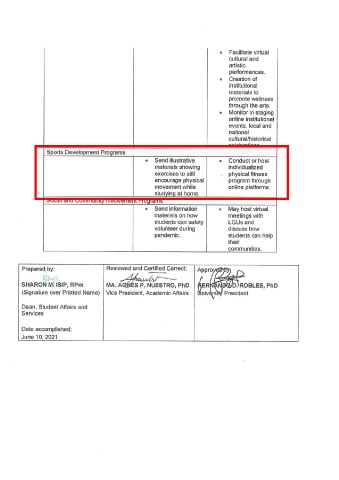 • Facilitate virtual
cultural and
artistic
performances.
• Creation of
institutional
materials to
promote wellness
through the arts.
• Monitor in staging
online institutional
events, local and
national
cultural/historical
celebrations
Sports Development Programs
• Send illustrative
materials showing
exercises to still
encourage physical
movement while
studying at home.
• Conduct or host
individualized
physical fitness
program through
online platforms.
Social and Community Involvement Programs
• Send information
materials on how
students can safely
volunteer during
pandemic.
• May host virtual
meetings with
LGUs and
discuss how
students can help
their
communities.
Prepared by:
SHARON M. ISIP, RPm
(Signature over Printed Name)
Dean, Student Affairs and
Services
Date accomplished:
June 10, 2021
Reviewed and Certified Correct:
MA. AGNES P. NUESTRO, PhD
Vice President, Academic Affairs
Approved by
HERNANDO D. ROBLES, PhD
University President